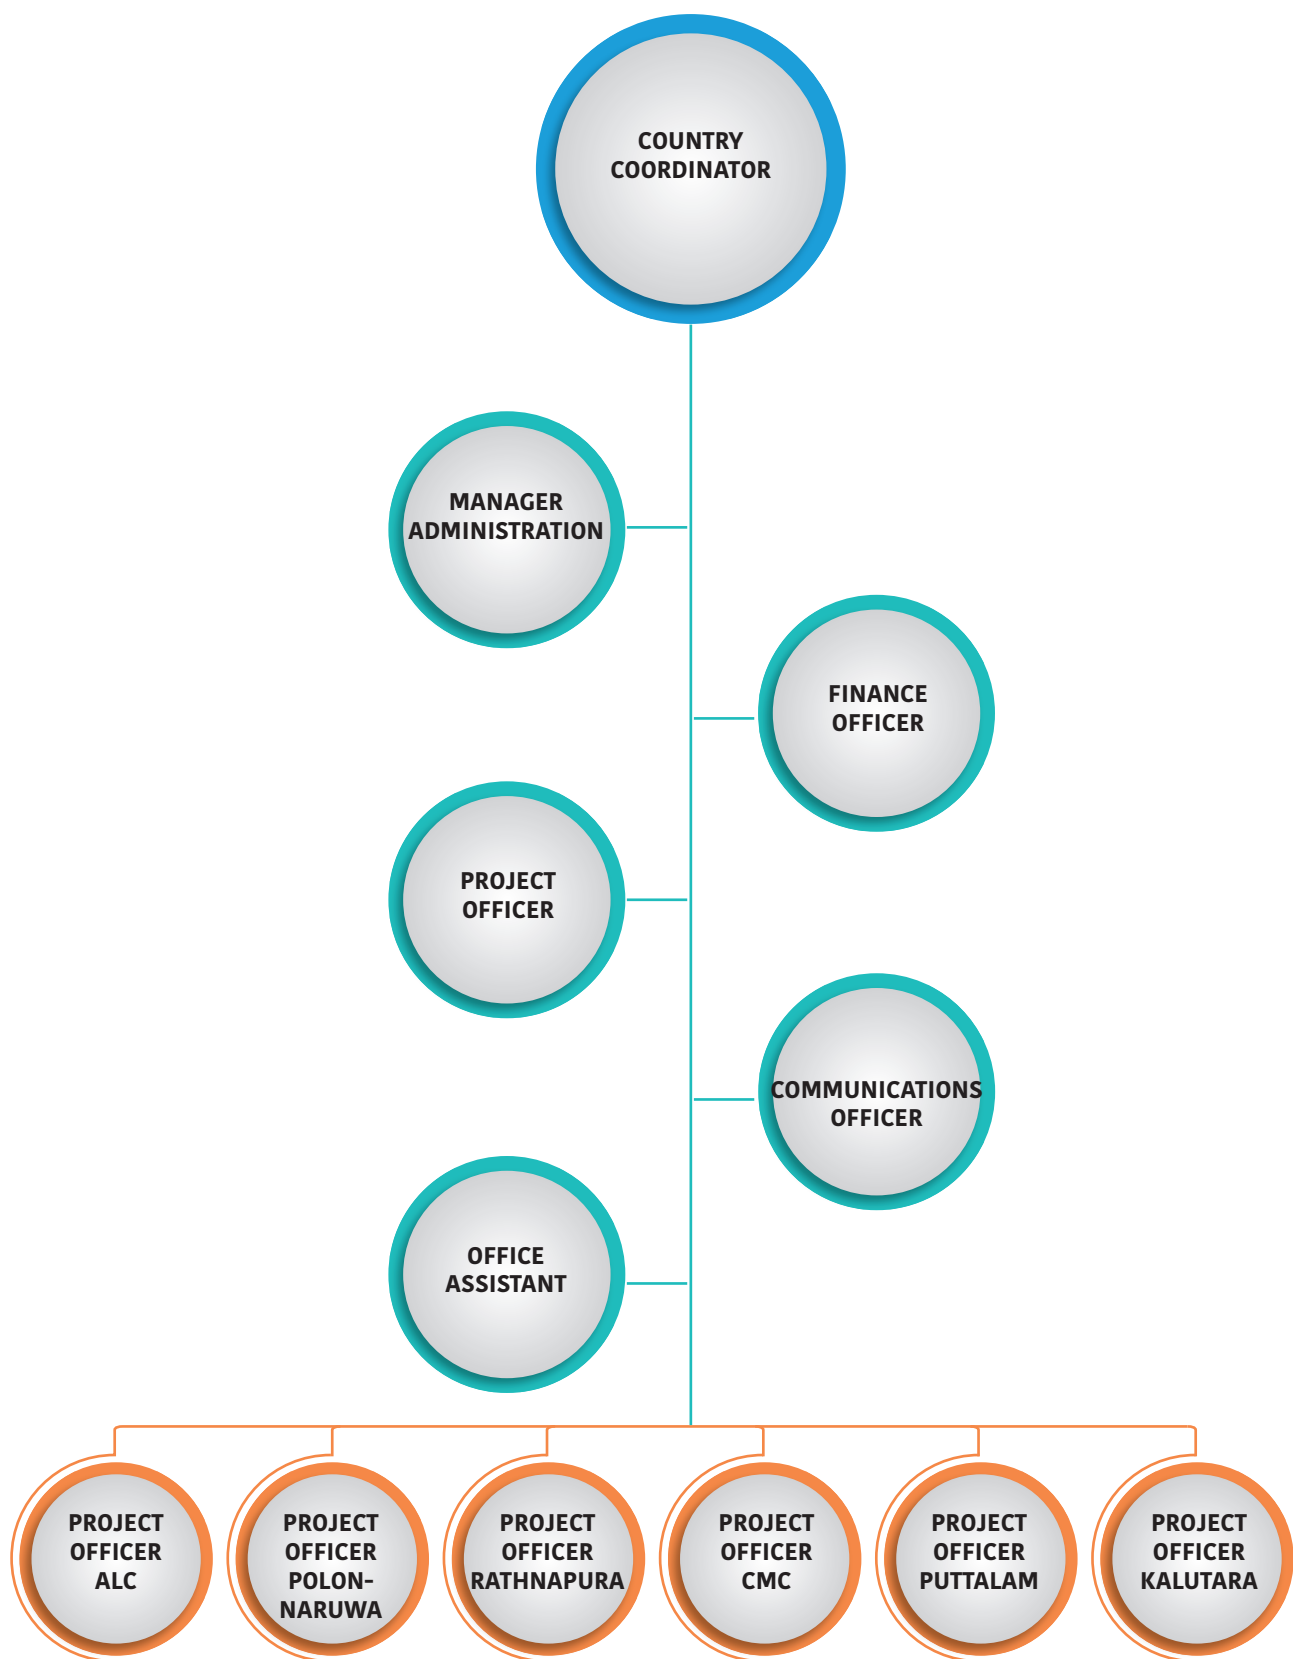 COUNTRY
COORDINATOR
MANAGER
ADMINISTRATION
FINANCE
OFFICER
PROJECT
OFFICER
COMMUNICATIONS
OFFICER
OFFICE
ASSISTANT
PROJECT
OFFICER
ALC
PROJECT
OFFICER
POLON-
NARUWA
PROJECT
OFFICER
RATHNAPURA
PROJECT
OFFICER
CMC
PROJECT
OFFICER
PUTTALAM
PROJECT
OFFICER
KALUTARA